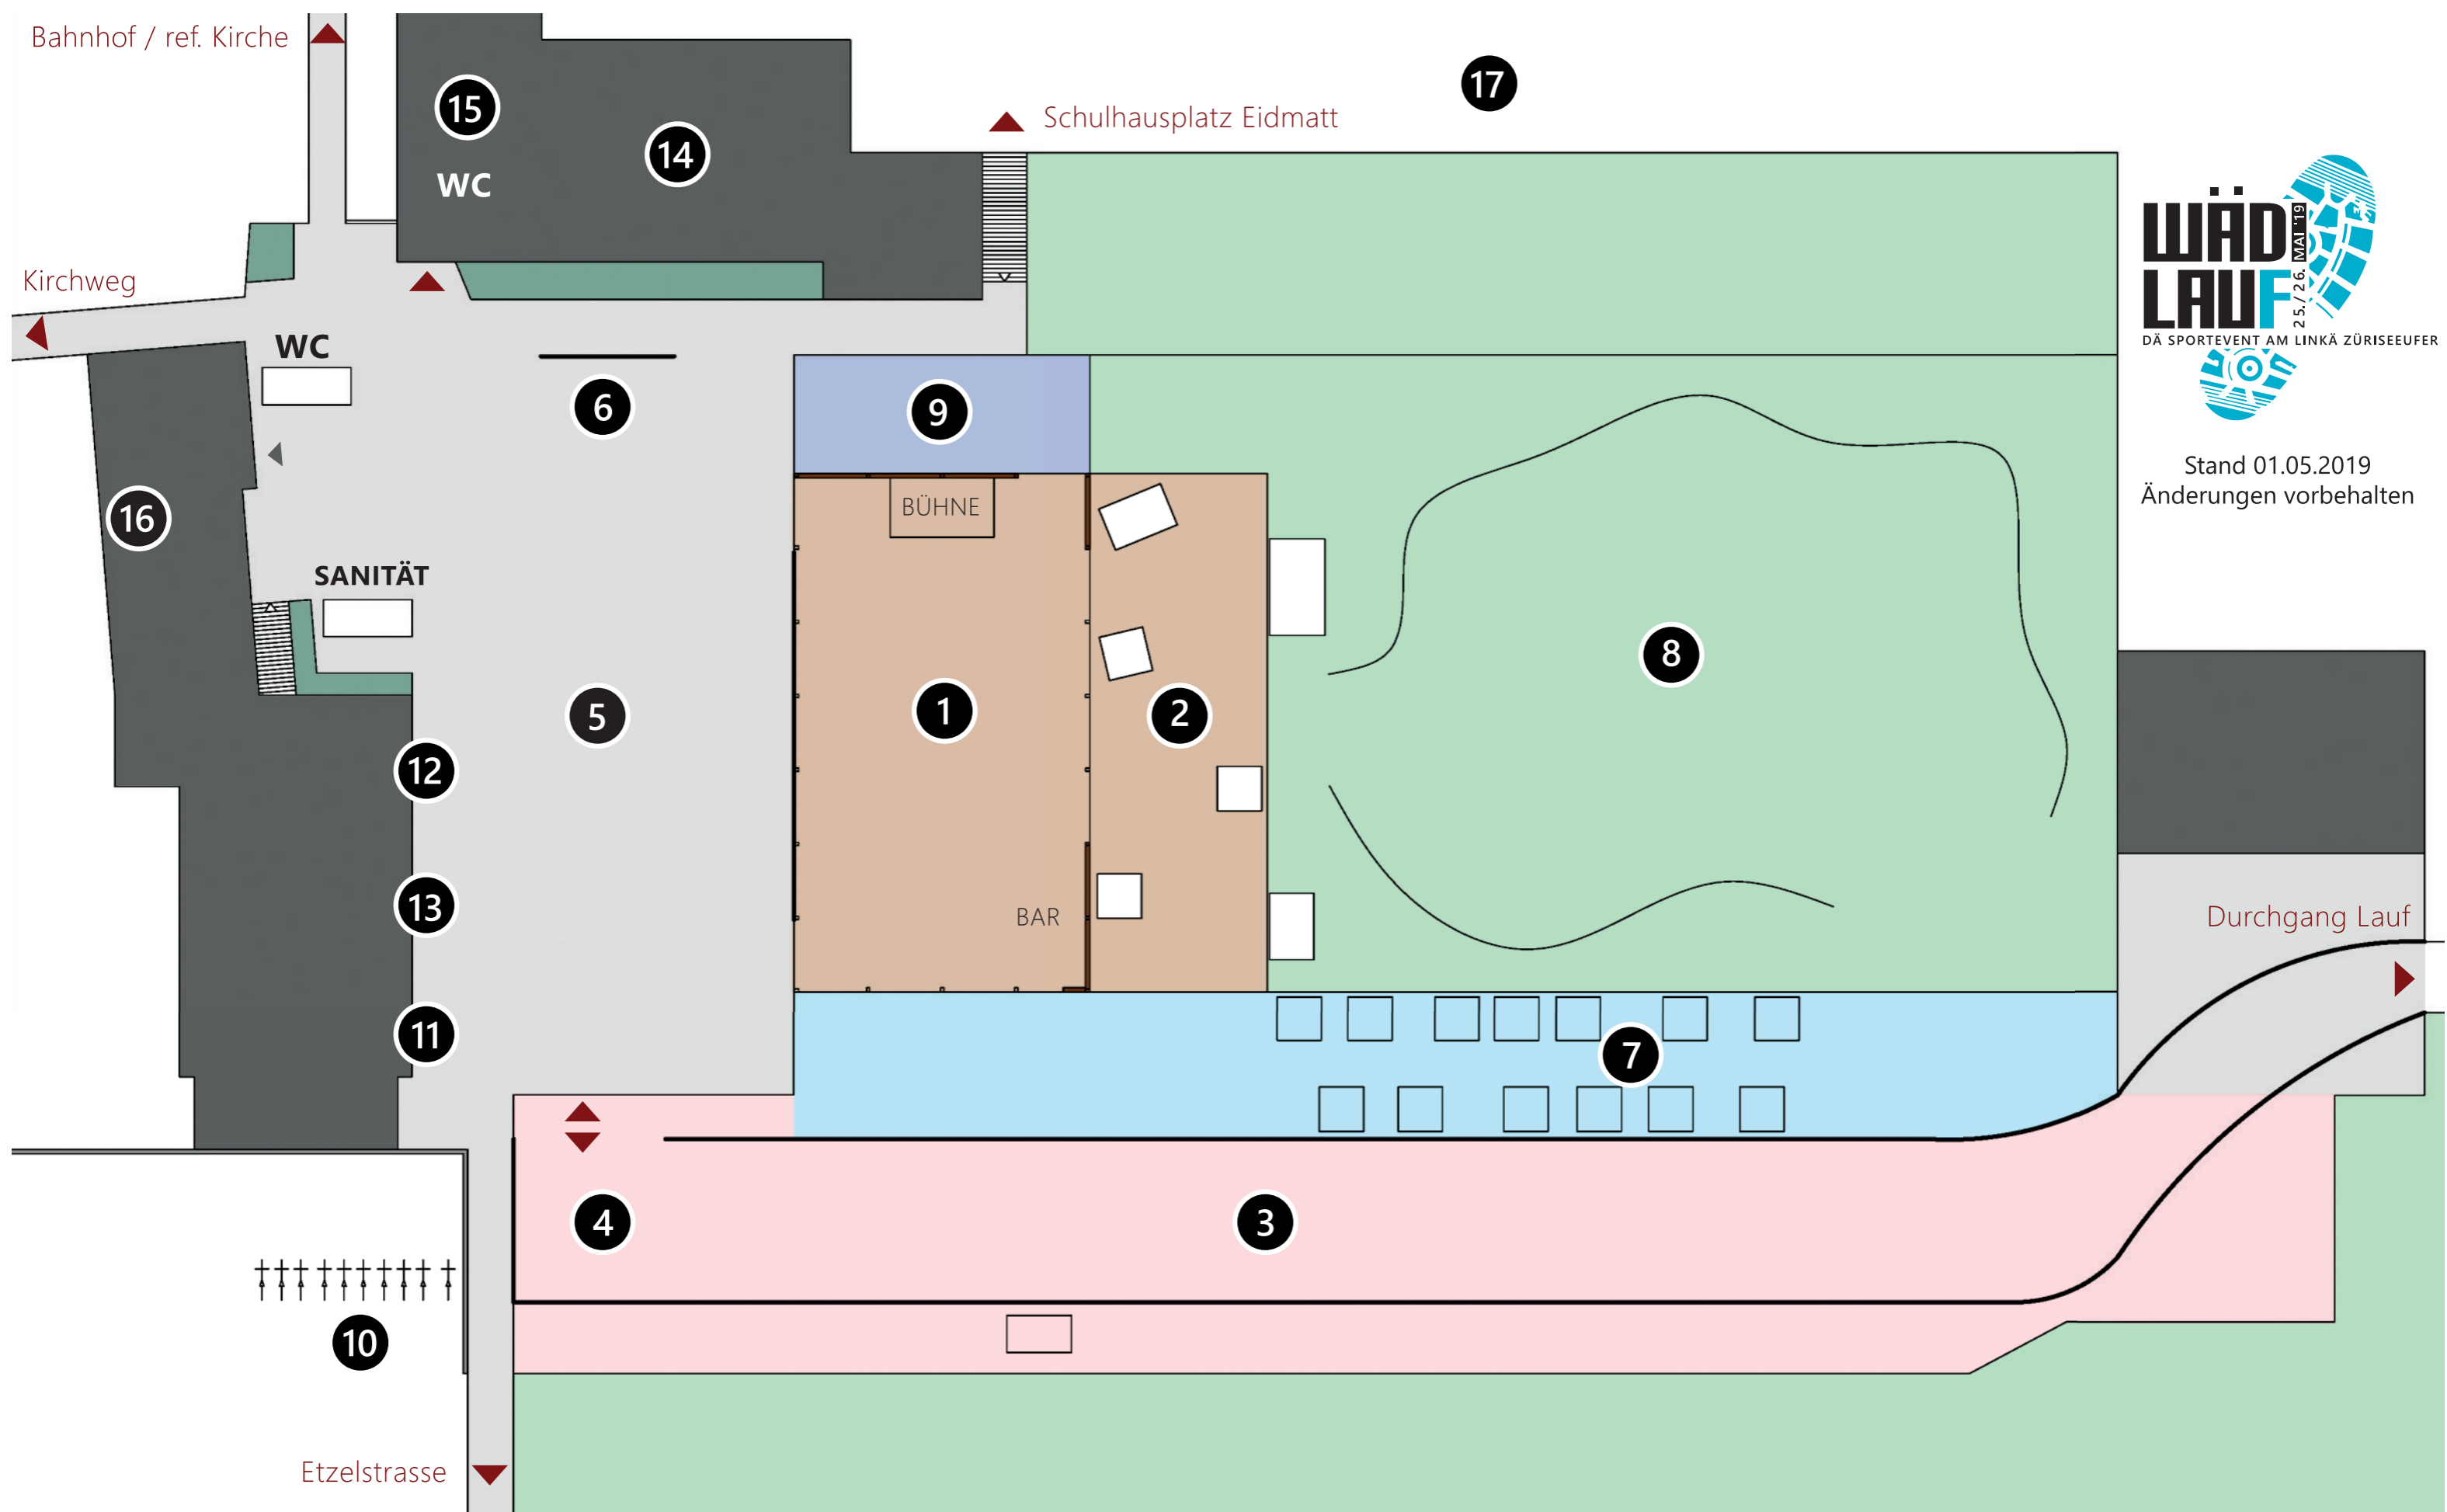 Bahnhof / ref. Kirche
15
WC
14
17
Schulhausplatz Eidmatt
WÄD
LAUF
25./26. MAI '19
DÄ SPORTEVENT AM LINKÄ ZÜRISEEUFER
Stand 01.05.2019
Änderungen vorbehalten
Kirchweg
WC
6
9
BÜHNE
16
SANITÄT
5
1
2
8
12
13
BAR
Durchgang Lauf
11
7
4
3
10
Etzelstrasse